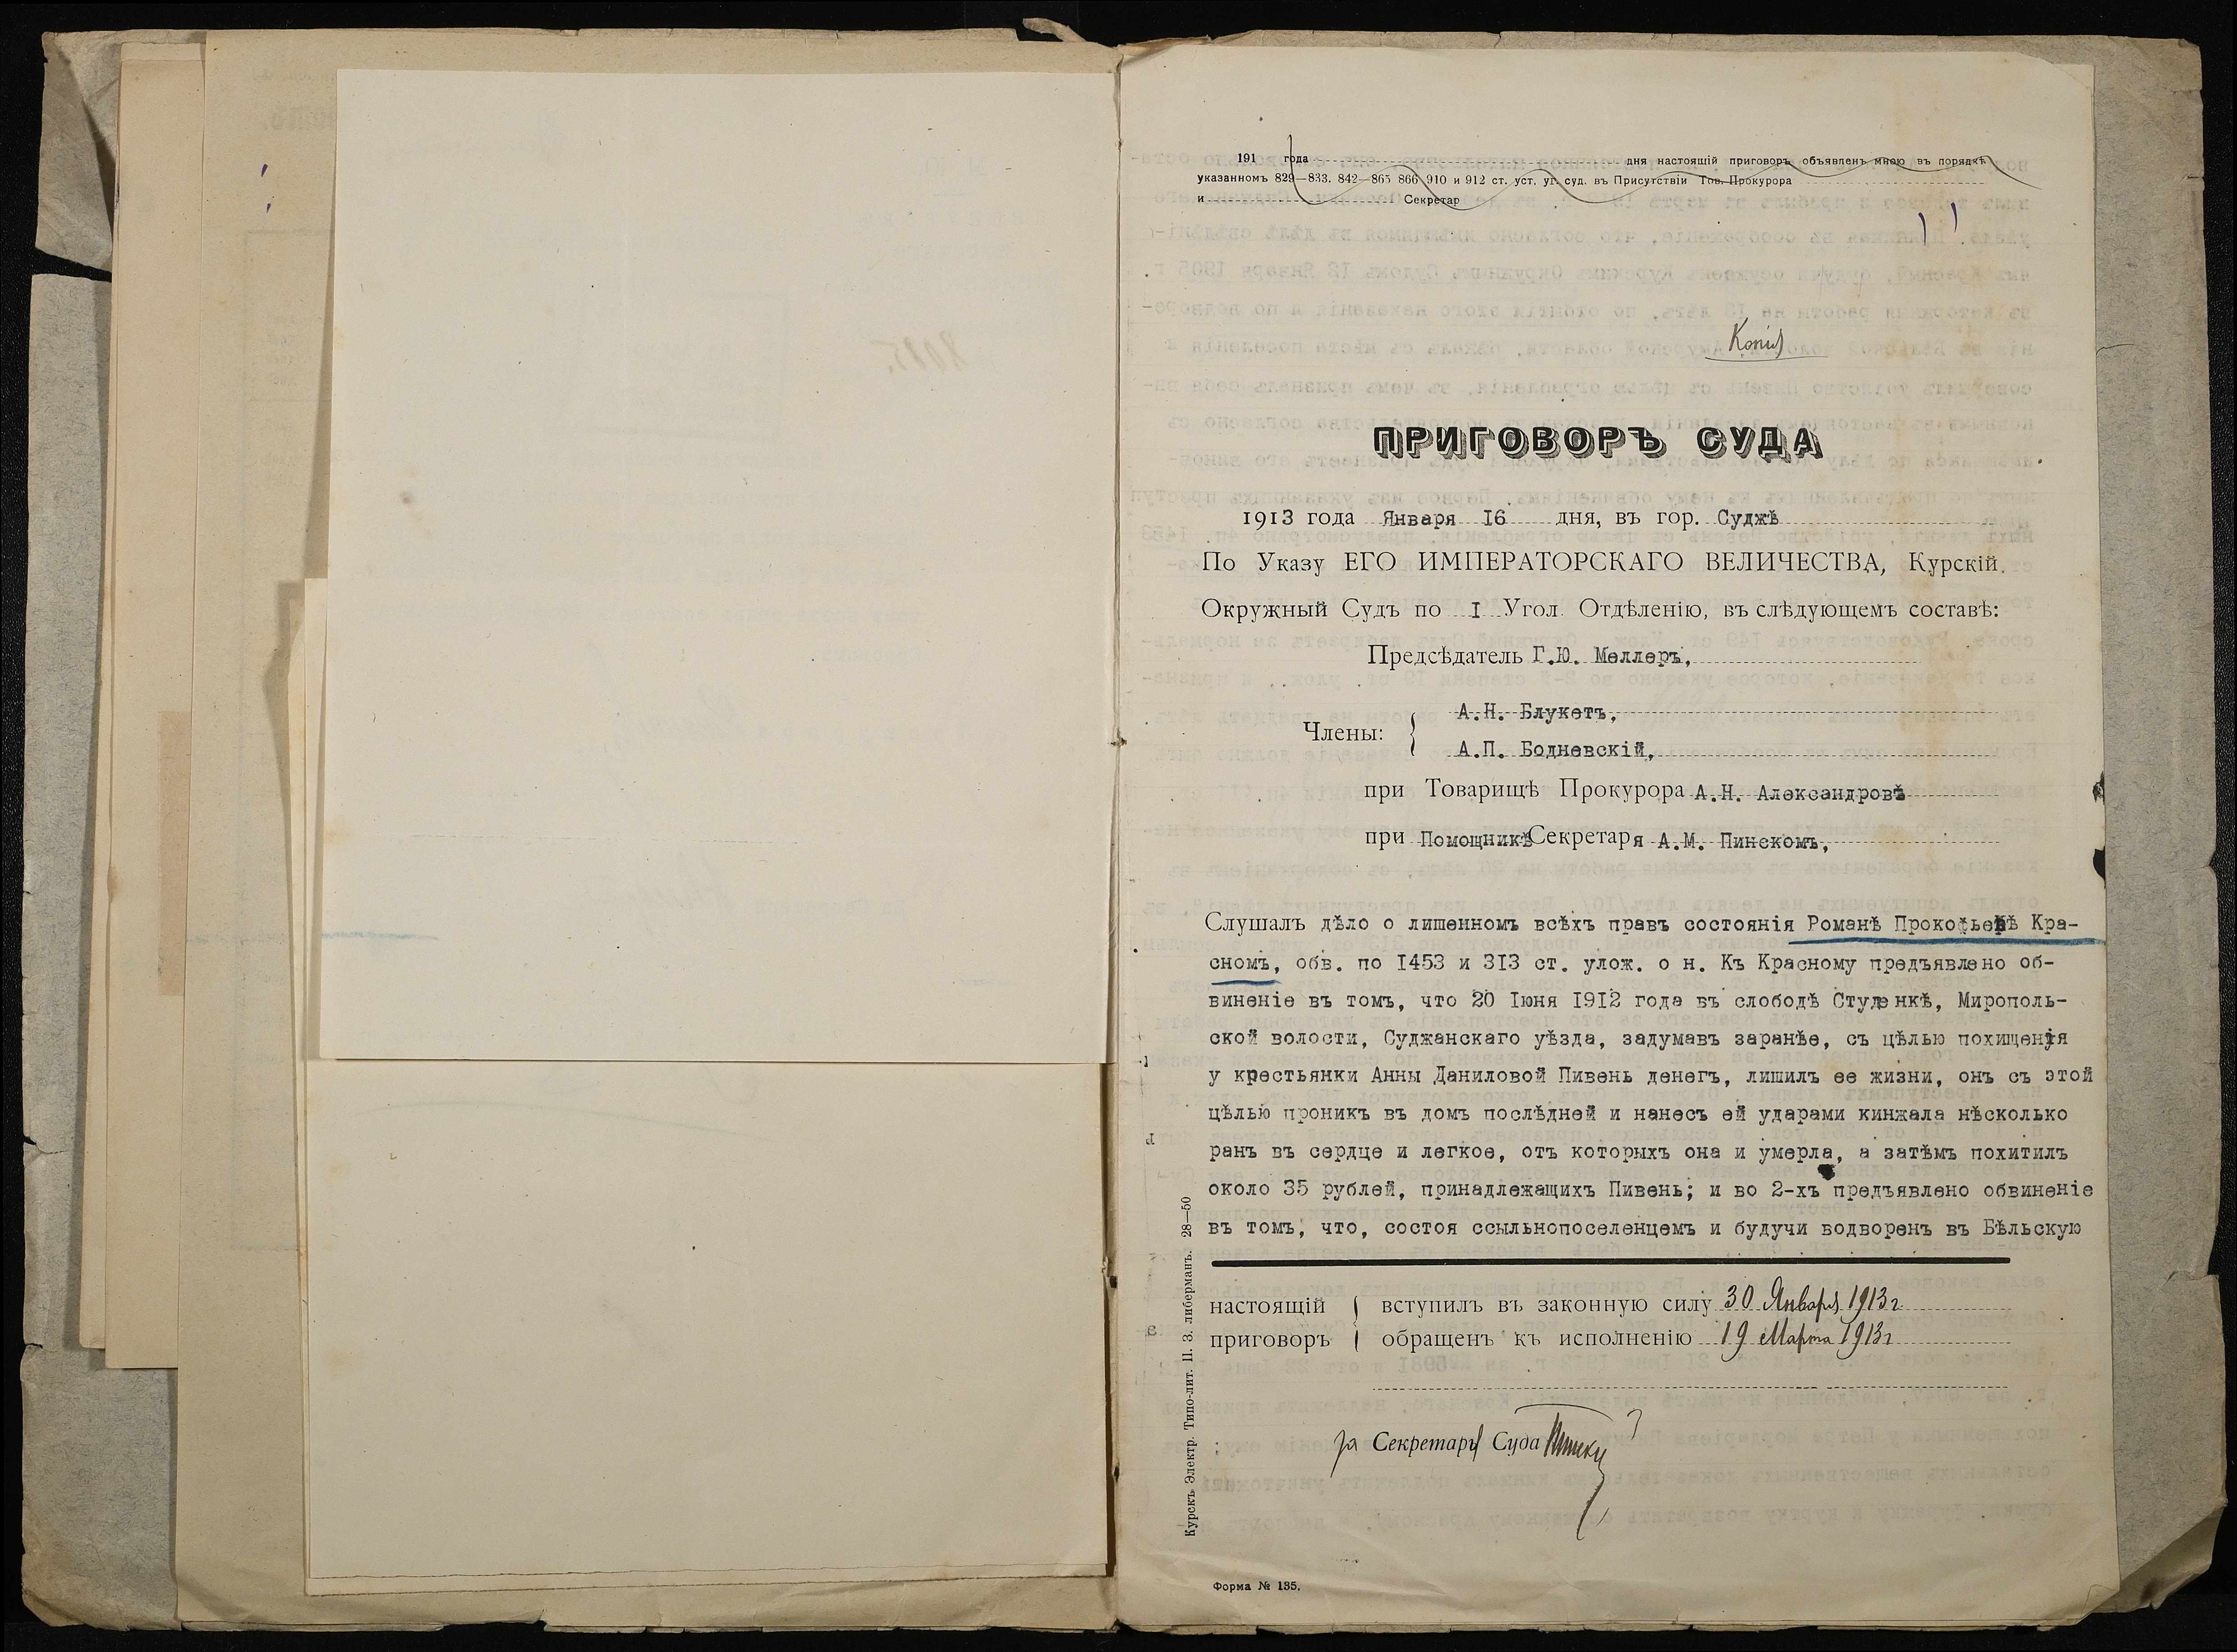 191 года дня настоящій приговоръ объявленъ мною въ порядкѣ
указанномъ 829—833. 842—865 866 910 и 912 ст. уст. уг. суд. въ Присутствіи Тов. Прокурора
и Секретар
ПРИГОВОРЪ СУДА
1913 года Января 16 дня, въ гор. Суджѣ
По Указу ЕГО ИМПЕРАТОРСКАГО ВЕЛИЧЕСТВА, Курскій
Окружный Судъ по I Угол. Отдѣленію, въ слѣдующемъ составѣ:
Предсѣдатель Г.Ю. Меллеръ,
Члены: { А.Н. Блукетъ,
А.П. Бодневскій,
при Товарищѣ Прокурора А.Н. Александровѣ
при ПомощникѣСекретаря А.М. Пинскомъ,
Слушалъ дѣло о лишенномъ всѣхъ правъ состоянія Романѣ Прокофьевѣ Кра-
сномъ, обв. по 1453 и 313 ст. улож. о н. Къ Красному предъявлено об-
виненіе въ томъ, что 20 Іюня 1912 года въ слободѣ Студенкѣ, Мирополь-
ской волости, Суджанскаго уѣзда, задумавъ заранѣе, съ цѣлью похищенія
у крестьянки Анны Даниловой Пивень денегъ, лишилъ ее жизни, онъ съ этой
цѣлью проникъ въ домъ послѣдней и нанесъ ей ударами кинжала нѣсколько
ранъ въ сердце и легкое, отъ которыхъ она и умерла, а затѣмъ похитилъ
около 35 рублей, принадлежащихъ Пивень; и во 2-хъ предъявлено обвиненіе
въ томъ, что, состоя ссыльнопоселенцемъ и будучи водворенъ въ Бѣльскую
настоящій { вступилъ въ законную силу 30 Января 1913 г
приговоръ обращенъ къ исполненію 19 Марта 1913 г
за Секретаря Суда
Курскъ Электр. Типо-лит. П. З. либерманъ. 28—50
Форма № 135.